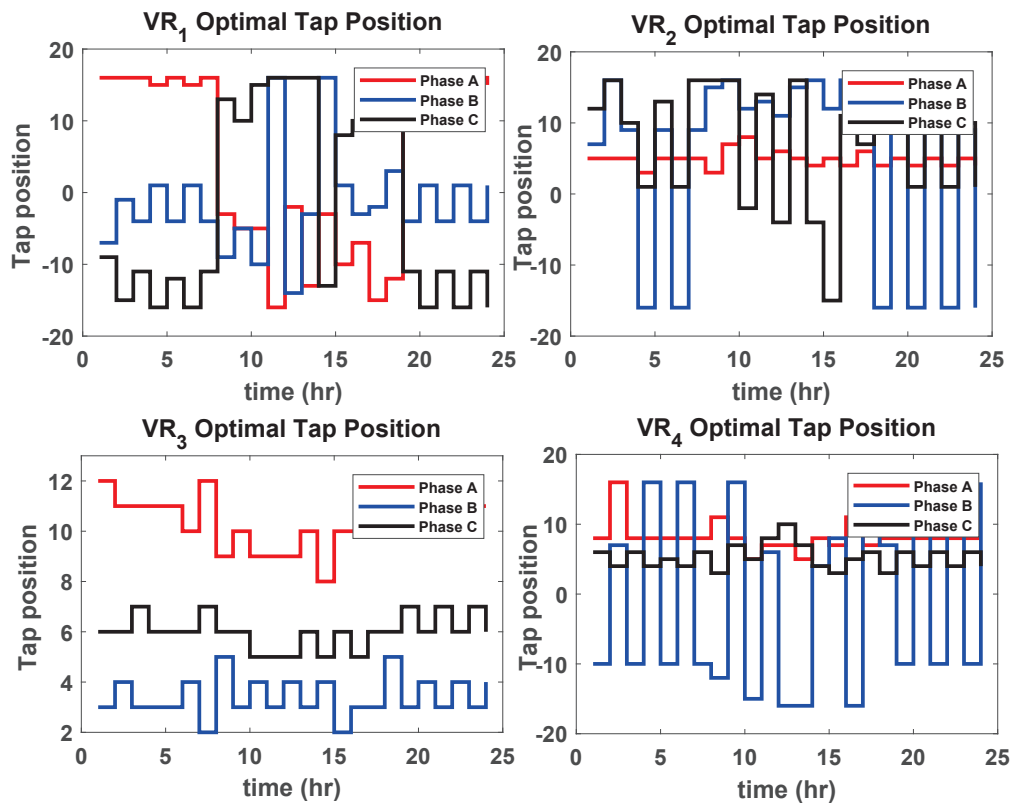 VR1 Optimal Tap Position
20
10
0
-10
-20
Tap position
Phase A
Phase B
Phase C
0 5 10 15 20 25
time (hr)
VR2 Optimal Tap Position
20
10
0
-10
-20
Tap position
Phase A
Phase B
Phase C
0 5 10 15 20 25
time (hr)
VR3 Optimal Tap Position
12
10
8
6
4
2
Tap position
Phase A
Phase B
Phase C
0 5 10 15 20 25
time (hr)
VR4 Optimal Tap Position
20
10
0
-10
-20
Tap position
Phase A
Phase B
Phase C
0 5 10 15 20 25
time (hr)